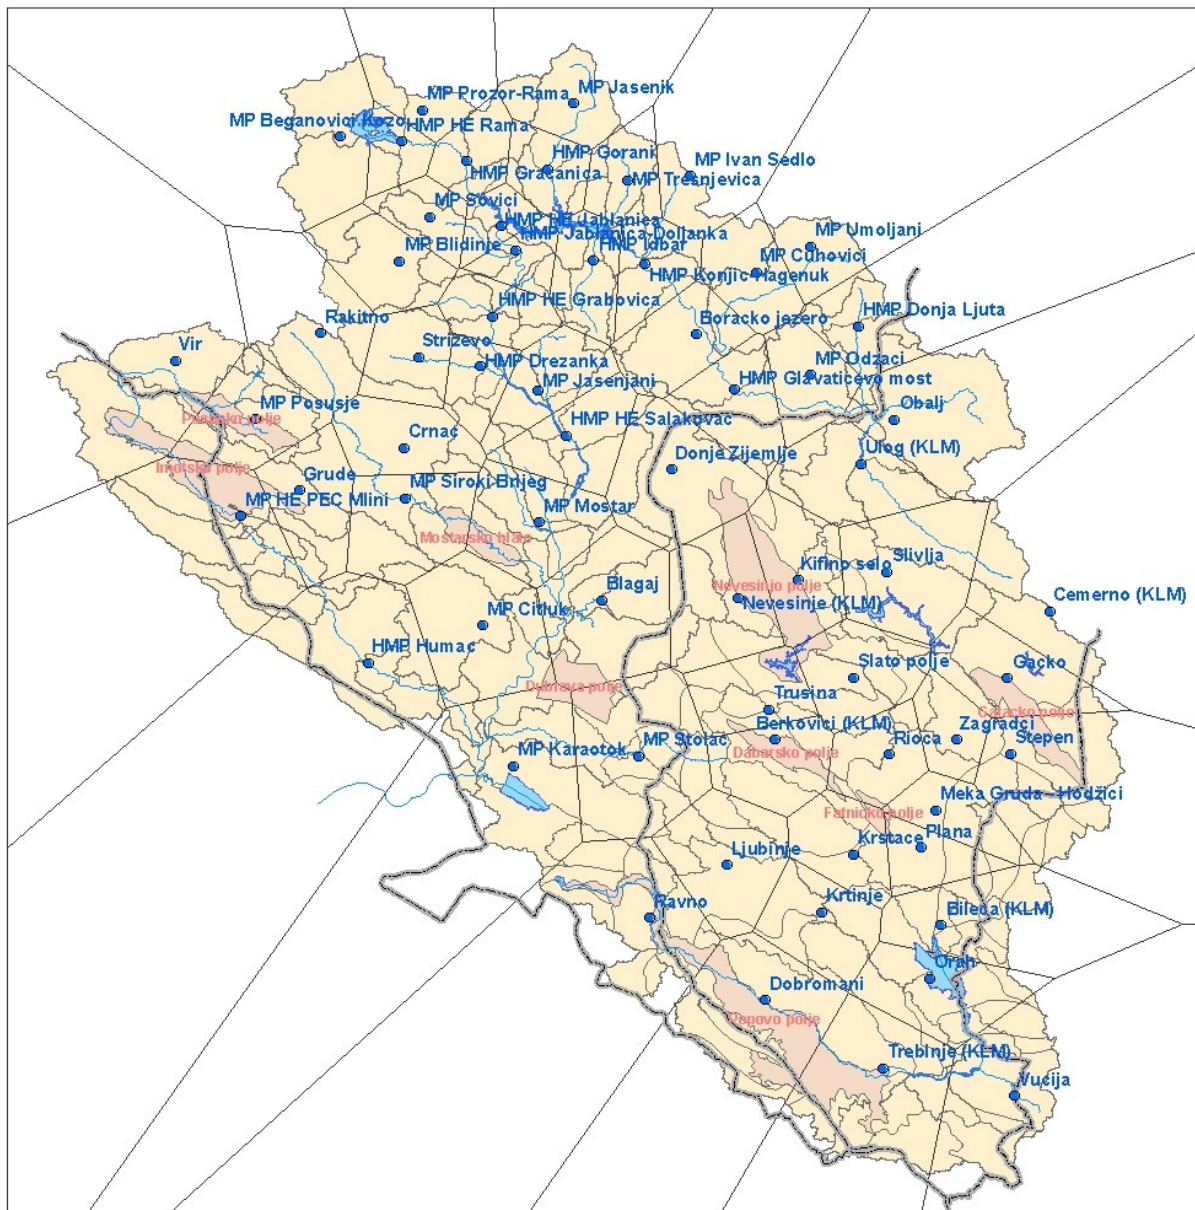 MP Prozor-Rama
MP Jasenik
MP Beganovici Kozo
HMP HE Rama
HMP Gorani
MP Ivan Sedlo
HMP Gracanica
MP Tresnjevica
MP Sovici
HMP HE Jablanica
MP Umoljani
HMP Jablanica-Doljanka
MP Blidinje
HMP Idbar
MP Cuhovici
HMP Konjic-Hagenuk
HMP HE Grabovica
Rakitno
Boracko jezero
HMP Donja Ljuta
Strizevo
Vir
HMP Drezanka
MP Odzaci
MP Jasenjani
HMP Glavaticevo most
MP Posusje
Obalj
HMP HE Salakovac
Crnac
Ulog (KLM)
Donje Zijemlje
Imotsko polje
Grude
MP Siroki Brijeg
MP HE PEC Mlini
MP Mostar
Mostarsko blato
Slivlja
Kifino selo
Nevesinjo polje
Blagaj
Nevesinje (KLM)
Cemerno (KLM)
MP Citluk
HMP Humac
Slato polje
Gacko
Dubrava polje
Trusina
Gatacko polje
Berkovici (KLM)
Zagradci
MP Stolac
Rioca
Stepen
MP Karaotok
Dabarsko polje
Meka Gruda - Hodzici
Fatnicko polje
Plana
Krstace
Ljubinje
Krtinje
Ravno
Bileca (KLM)
Orah
Dobromani
Popovo polje
Trebinje (KLM)
Vucija